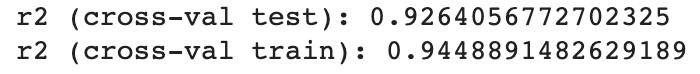 r2 (cross-val test): 0.9264056772702325
r2 (cross-val train): 0.9448891482629189